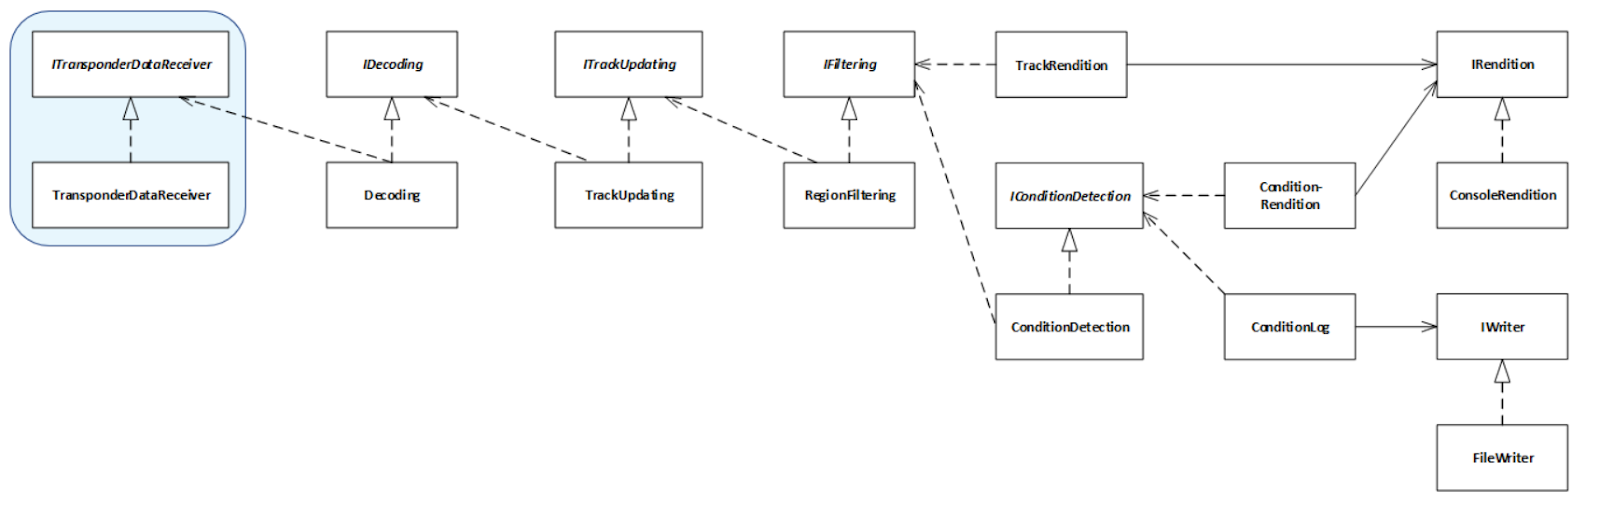 ITransponderDataReceiver
IDecoding
ITrackUpdating
IFiltering
TrackRendition
IRendition
TransponderDataReceiver
Decoding
TrackUpdating
RegionFiltering
IConditionDetection
Condition-
Rendition
ConsoleRendition
ConditionDetection
ConditionLog
IWriter
FileWriter